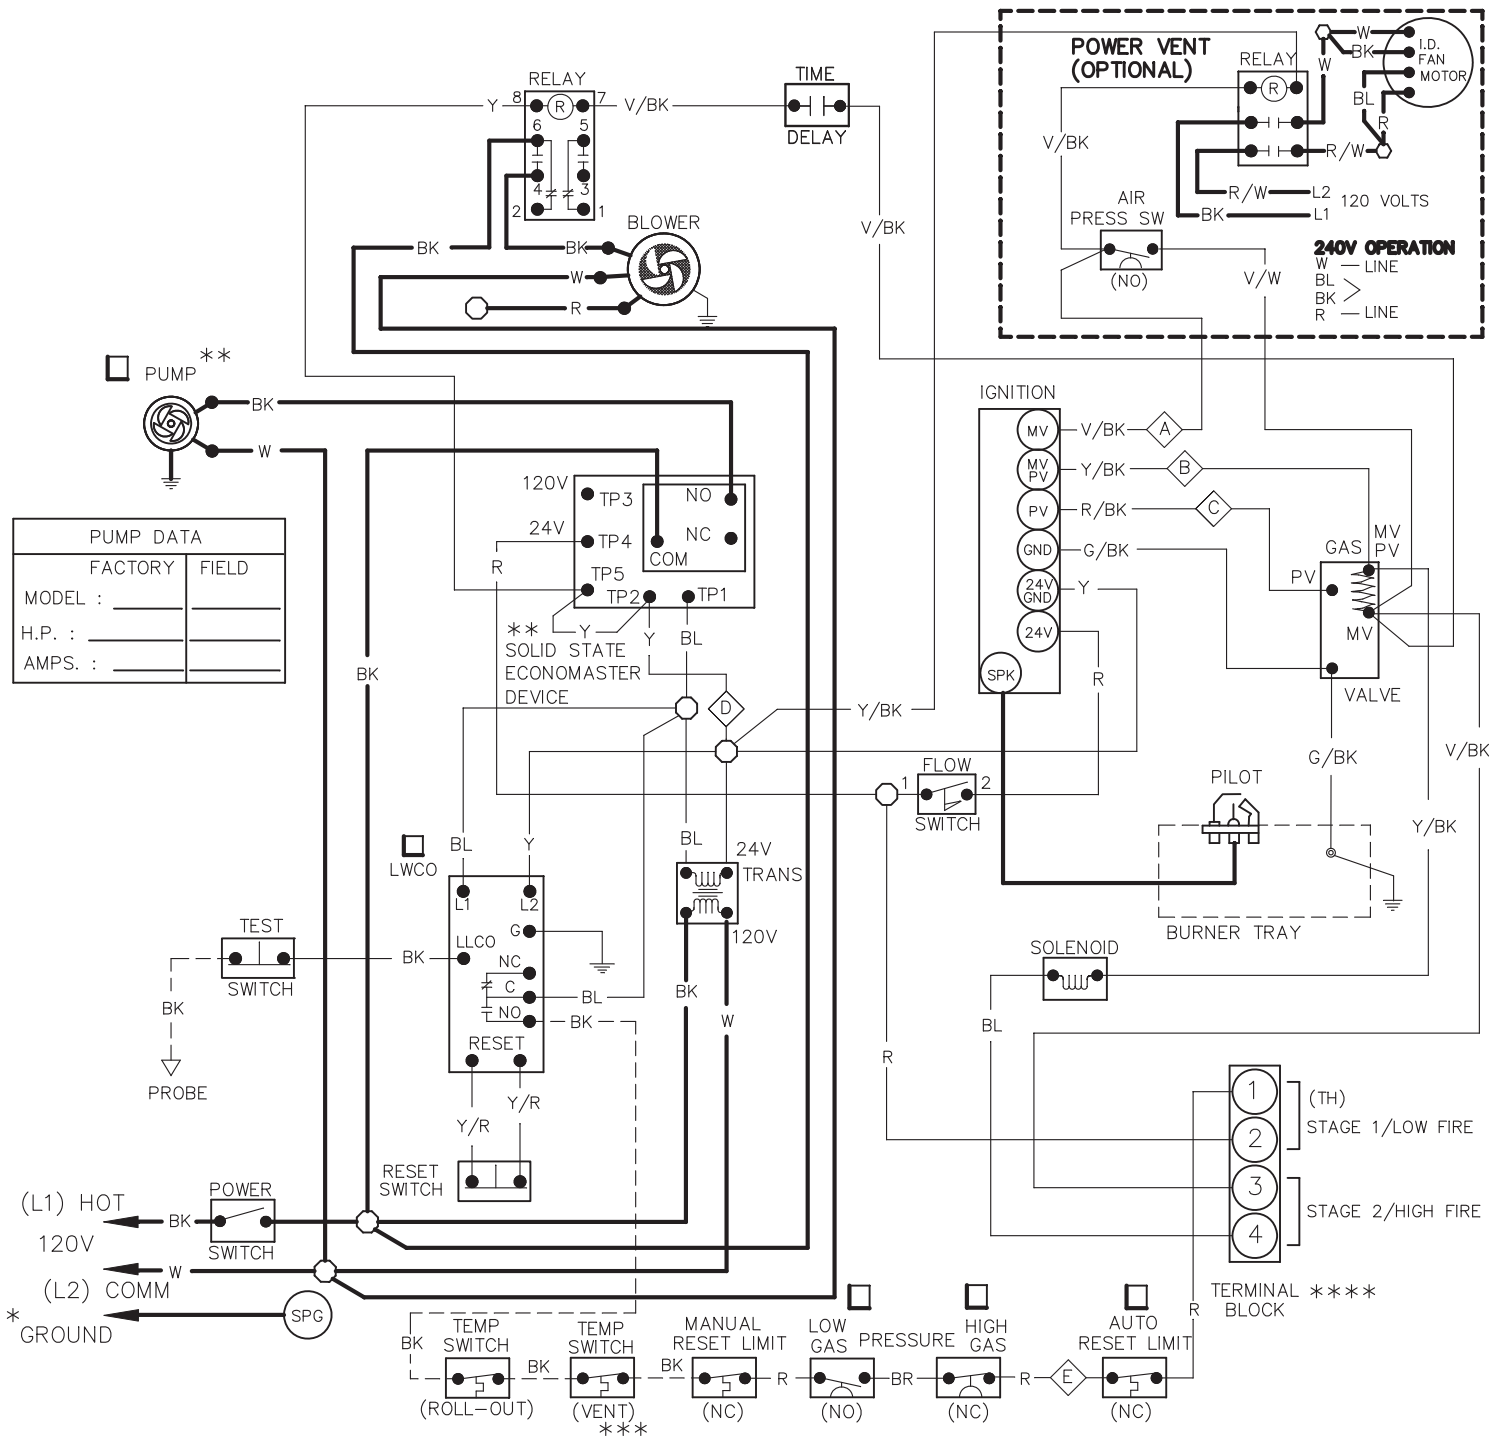 POWER VENT
(OPTIONAL)
RELAY
W
BK
I.D.
FAN
MOTOR
W
BL
R
R/W
V/BK
R/W
L2
BK
L1
120 VOLTS
AIR
PRESS SW
(NO)
V/W
240V OPERATION
W — LINE
BL
BK
R — LINE
RELAY
8
R
7
Y
V/BK
6
5
4
3
2
1
TIME
DELAY
V/BK
BLOWER
BK
BK
W
R
PUMP **
BK
W
PUMP DATA
FACTORY
FIELD
MODEL :
H.P. :
AMPS. :
120V
TP3
24V
TP4
TP5
TP2
TP1
NO
NC
COM
R
Y
Y
BL
**
SOLID STATE
ECONOMASTER
DEVICE
BK
D
Y/BK
IGNITION
MV
V/BK
A
MV
PV
Y/BK
B
PV
R/BK
C
GND
G/BK
24V
GND
Y
24V
SPK
R
GAS
MV
PV
PV
MV
VALVE
G/BK
V/BK
Y/BK
PILOT
BURNER TRAY
FLOW
1
2
SWITCH
LWCO
BL
Y
L1
L2
G
LLCO
NC
C
NO
RESET
BL
BK
BK
BL
24V
TRANS
120V
BK
W
TEST
SWITCH
BK
PROBE
Y/R
Y/R
RESET
SWITCH
SOLENOID
BL
R
1
2
3
4
(TH)
STAGE 1/LOW FIRE
STAGE 2/HIGH FIRE
TERMINAL ****
BLOCK
(L1) HOT
120V
BK
POWER
SWITCH
W
(L2) COMM
*
GROUND
SPG
BK
TEMP
SWITCH
(ROLL-OUT)
BK
TEMP
SWITCH
(VENT)
***
BK
MANUAL
RESET LIMIT
(NC)
R
LOW
GAS
PRESSURE
(NO)
BR
HIGH
GAS
(NC)
R
E
AUTO
RESET LIMIT
(NC)
R